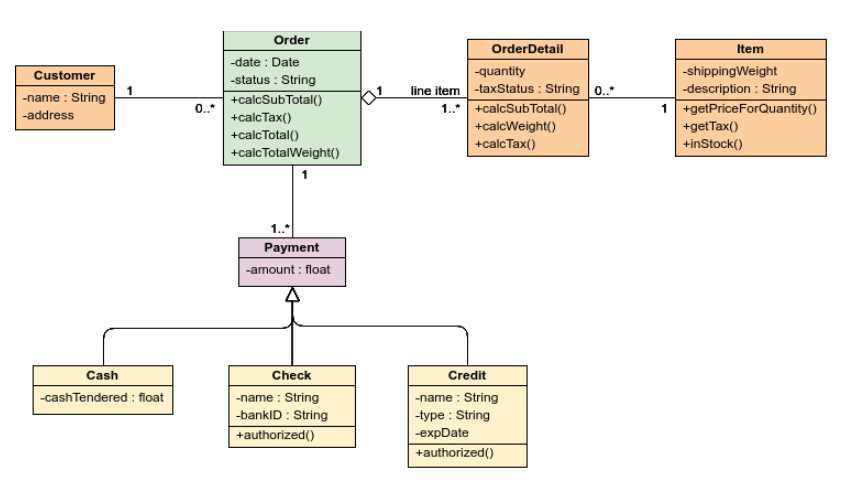 Customer
-name : String
-address
1
0..*
Order
-date : Date
-status : String
+calcSubTotal()
+calcTax()
+calcTotal()
+calcTotalWeight()
1
line item
1..*
OrderDetail
-quantity
-taxStatus : String
+calcSubTotal()
+calcWeight()
+calcTax()
0..*
1
Item
-shippingWeight
-description : String
+getPriceForQuantity()
+getTax()
+inStock()
1
1..*
Payment
-amount : float
Cash
-cashTendered : float
Check
-name : String
-bankID : String
+authorized()
Credit
-name : String
-type : String
-expDate
+authorized()